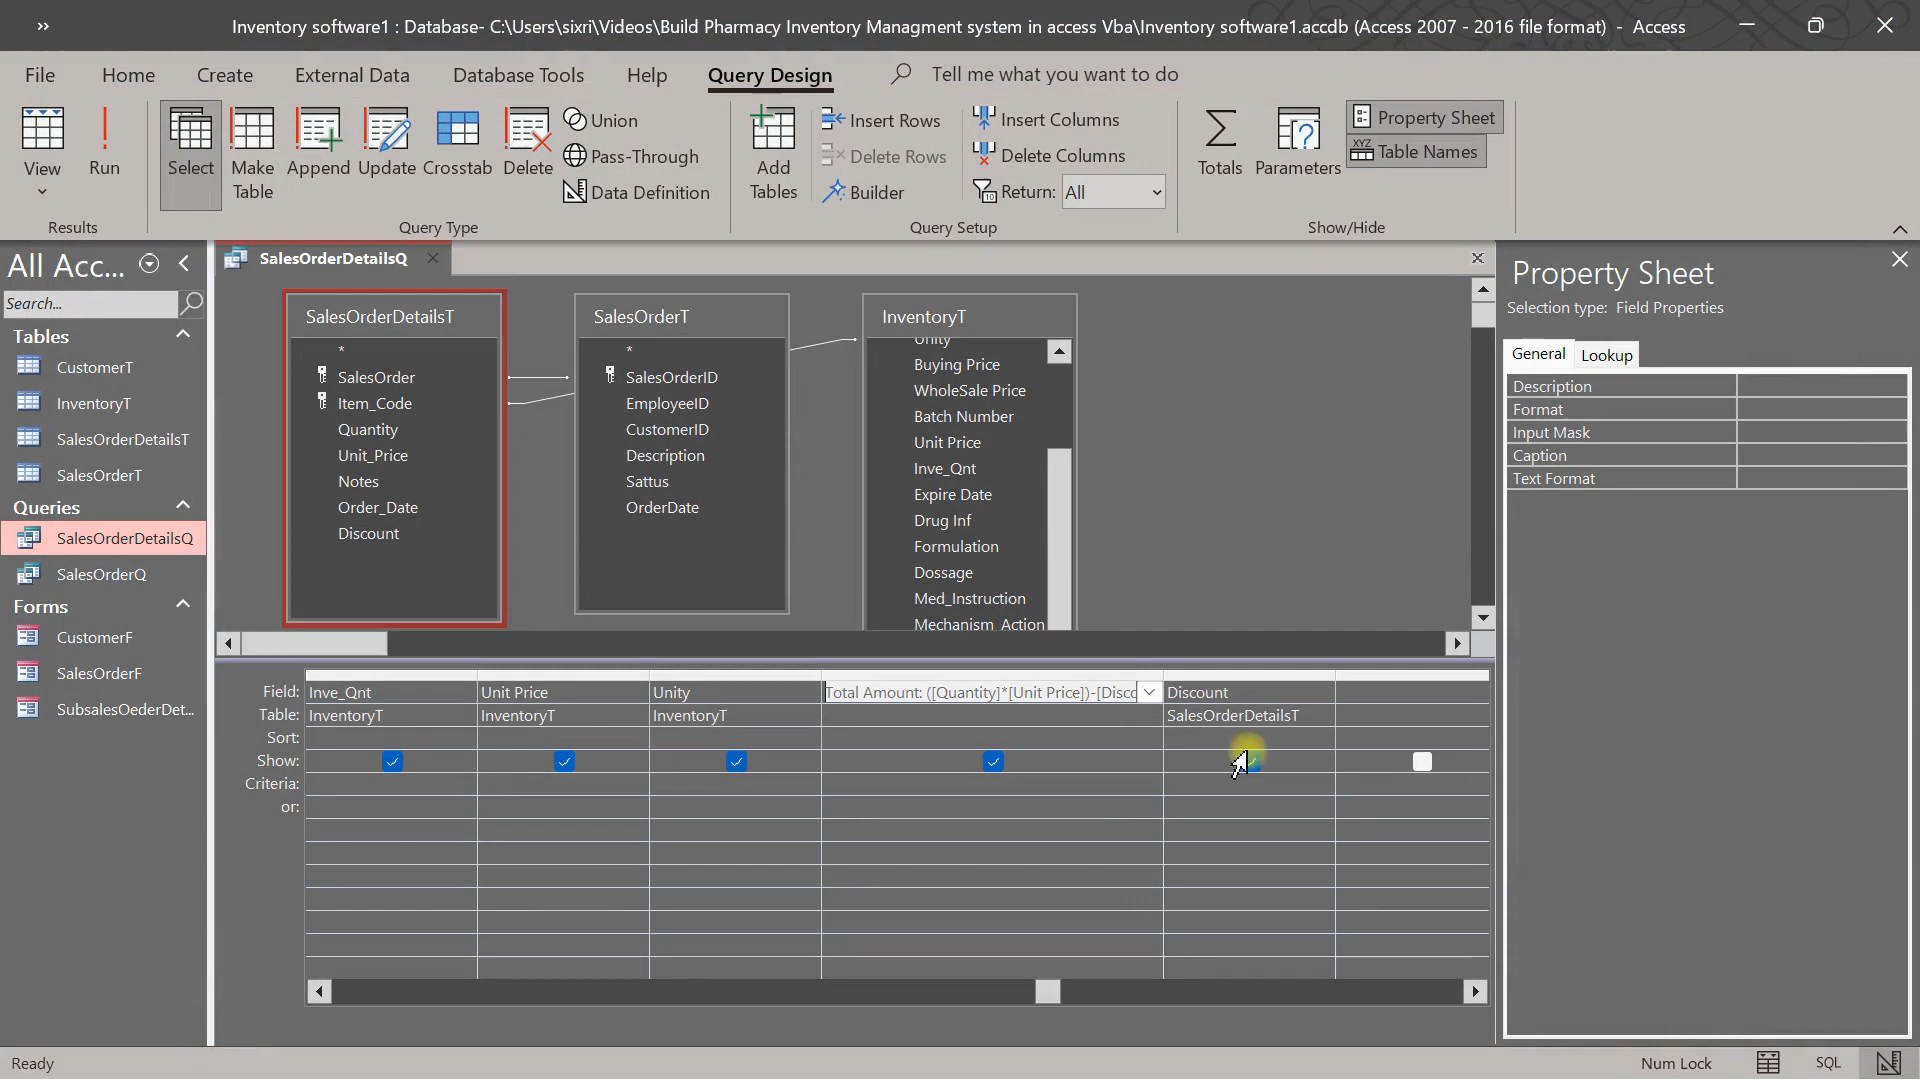 Inventory software1 : Database- C:\Users\sixri\Videos\Build Pharmacy Inventory Managment system in access Vba\Inventory software1.accdb (Access 2007 - 2016 file format) - Access
File Home Create External Data Database Tools Help Query Design Tell me what you want to do
View
Run
Results
Select
Make Table
Append
Update
Crosstab
Delete
Union
Pass-Through
Data Definition
Query Type
Add Tables
Insert Rows
Delete Rows
Builder
Insert Columns
Delete Columns
Return: All
Query Setup
Totals
Parameters
Property Sheet
XYZ Table Names
Show/Hide
All Acc...
Search...
Tables
CustomerT
InventoryT
SalesOrderDetailsT
SalesOrderT
Queries
SalesOrderDetailsQ
SalesOrderQ
Forms
CustomerF
SalesOrderF
SubsalesOederDet...
SalesOrderDetailsQ
SalesOrderDetailsT
*
SalesOrder
Item_Code
Quantity
Unit_Price
Notes
Order_Date
Discount
SalesOrderT
*
SalesOrderID
EmployeeID
CustomerID
Description
Sattus
OrderDate
InventoryT
Unity
Buying Price
WholeSale Price
Batch Number
Unit Price
Inve_Qnt
Expire Date
Drug Inf
Formulation
Dossage
Med_Instruction
Mechanism_Action
Field: Inve_Qnt Unit Price Unity Total Amount: ([Quantity]*[Unit Price])-[Disco Discount
Table: InventoryT InventoryT InventoryT SalesOrderDetailsT
Sort:
Show:
Criteria:
or:
Property Sheet
Selection type: Field Properties
General Lookup
Description
Format
Input Mask
Caption
Text Format
Ready
Num Lock
SQL